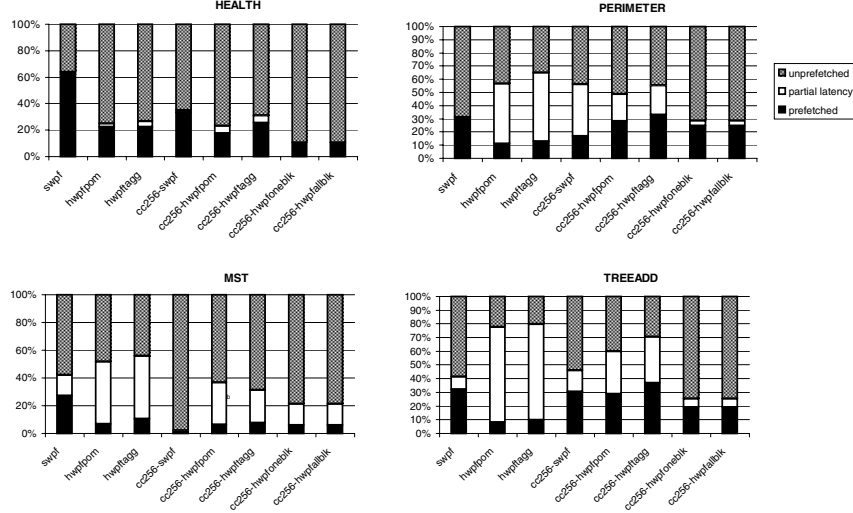 HEALTH
100%
80%
60%
40%
20%
0%
swpf
hwpfpom
hwpftagg
cc256-swpf
cc256-hwpfpom
cc256-hwpftagg
cc256-hwpfoneblk
cc256-hwpfallblk
PERIMETER
100%
90%
80%
70%
60%
50%
40%
30%
20%
10%
0%
swpf
hwpfpom
hwpftagg
cc256-swpf
cc256-hwpfpom
cc256-hwpftagg
cc256-hwpfoneblk
cc256-hwpfallblk
unprefetched
partial latency
prefetched
MST
100%
80%
60%
40%
20%
0%
swpf
hwpfpom
hwpftagg
cc256-swpf
cc256-hwpfpom
cc256-hwpftagg
cc256-hwpfoneblk
cc256-hwpfallblk
TREEADD
100%
90%
80%
70%
60%
50%
40%
30%
20%
10%
0%
swpf
hwpfpom
hwpftagg
cc256-swpf
cc256-hwpfpom
cc256-hwpftagg
cc256-hwpfoneblk
cc256-hwpfallblk